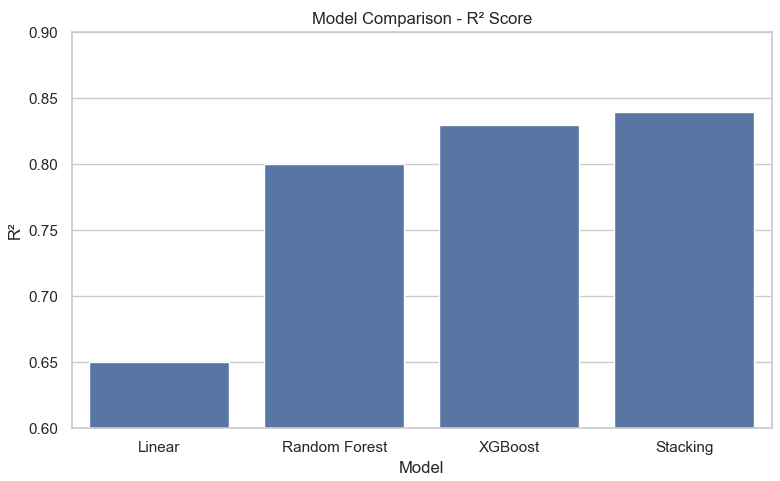 Model Comparison - R² Score
0.90
0.85
0.80
0.75
0.70
0.65
0.60
R²
Linear
Random Forest
XGBoost
Stacking
Model